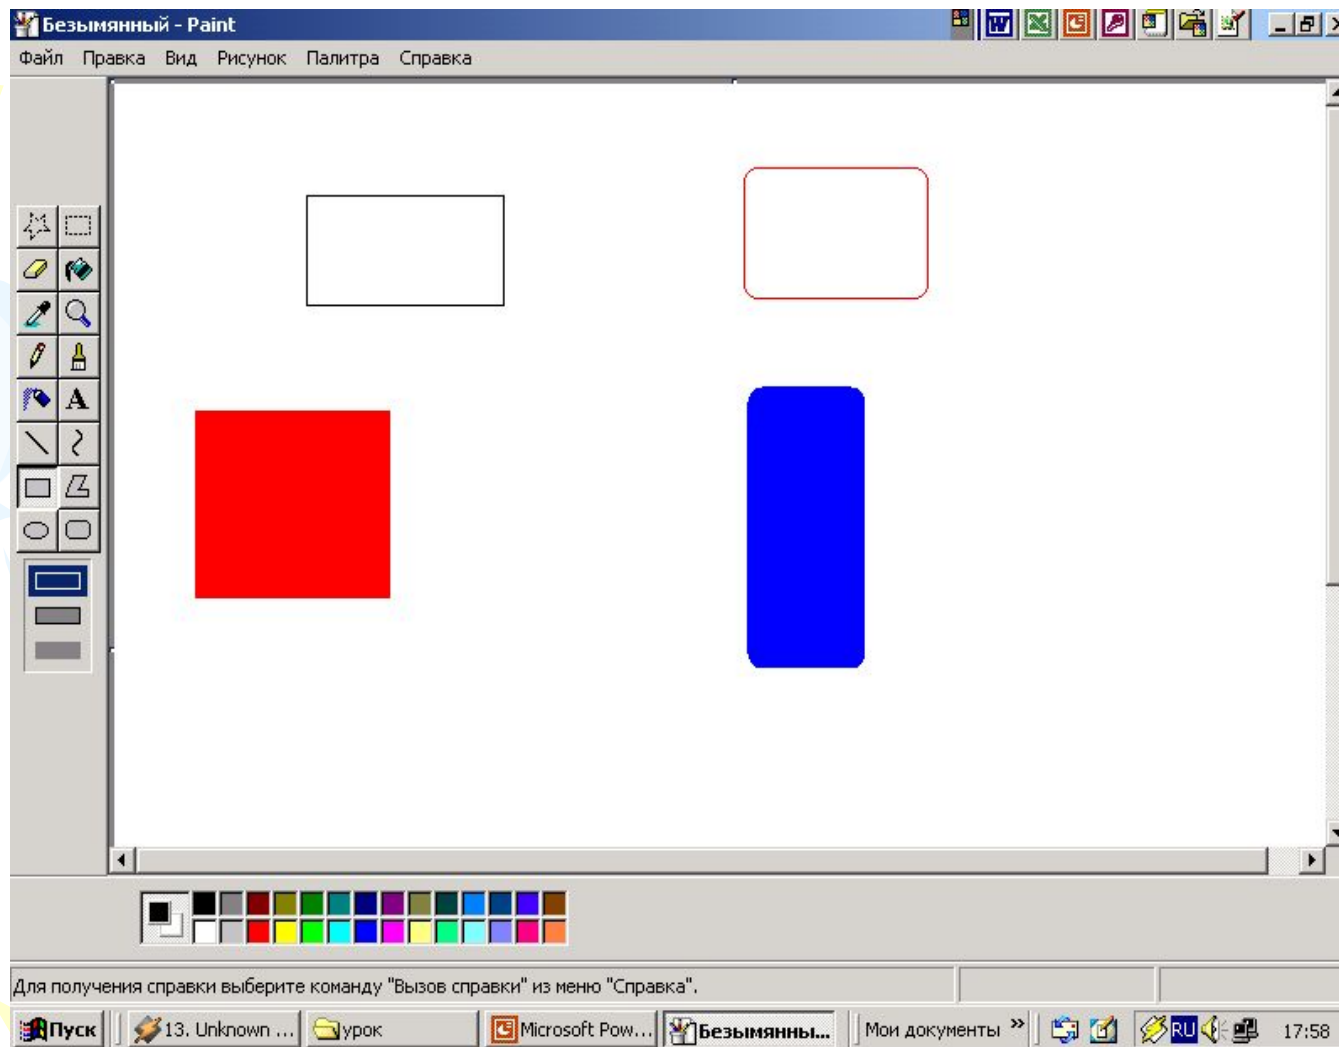 Безымянный - Paint
Файл Правка Вид Рисунок Палитра Справка
A
Для получения справки выберите команду "Вызов справки" из меню "Справка".
Пуск 13. Unknown ... урок Microsoft Pow... Безымянны... Мои документы » RU 17:58